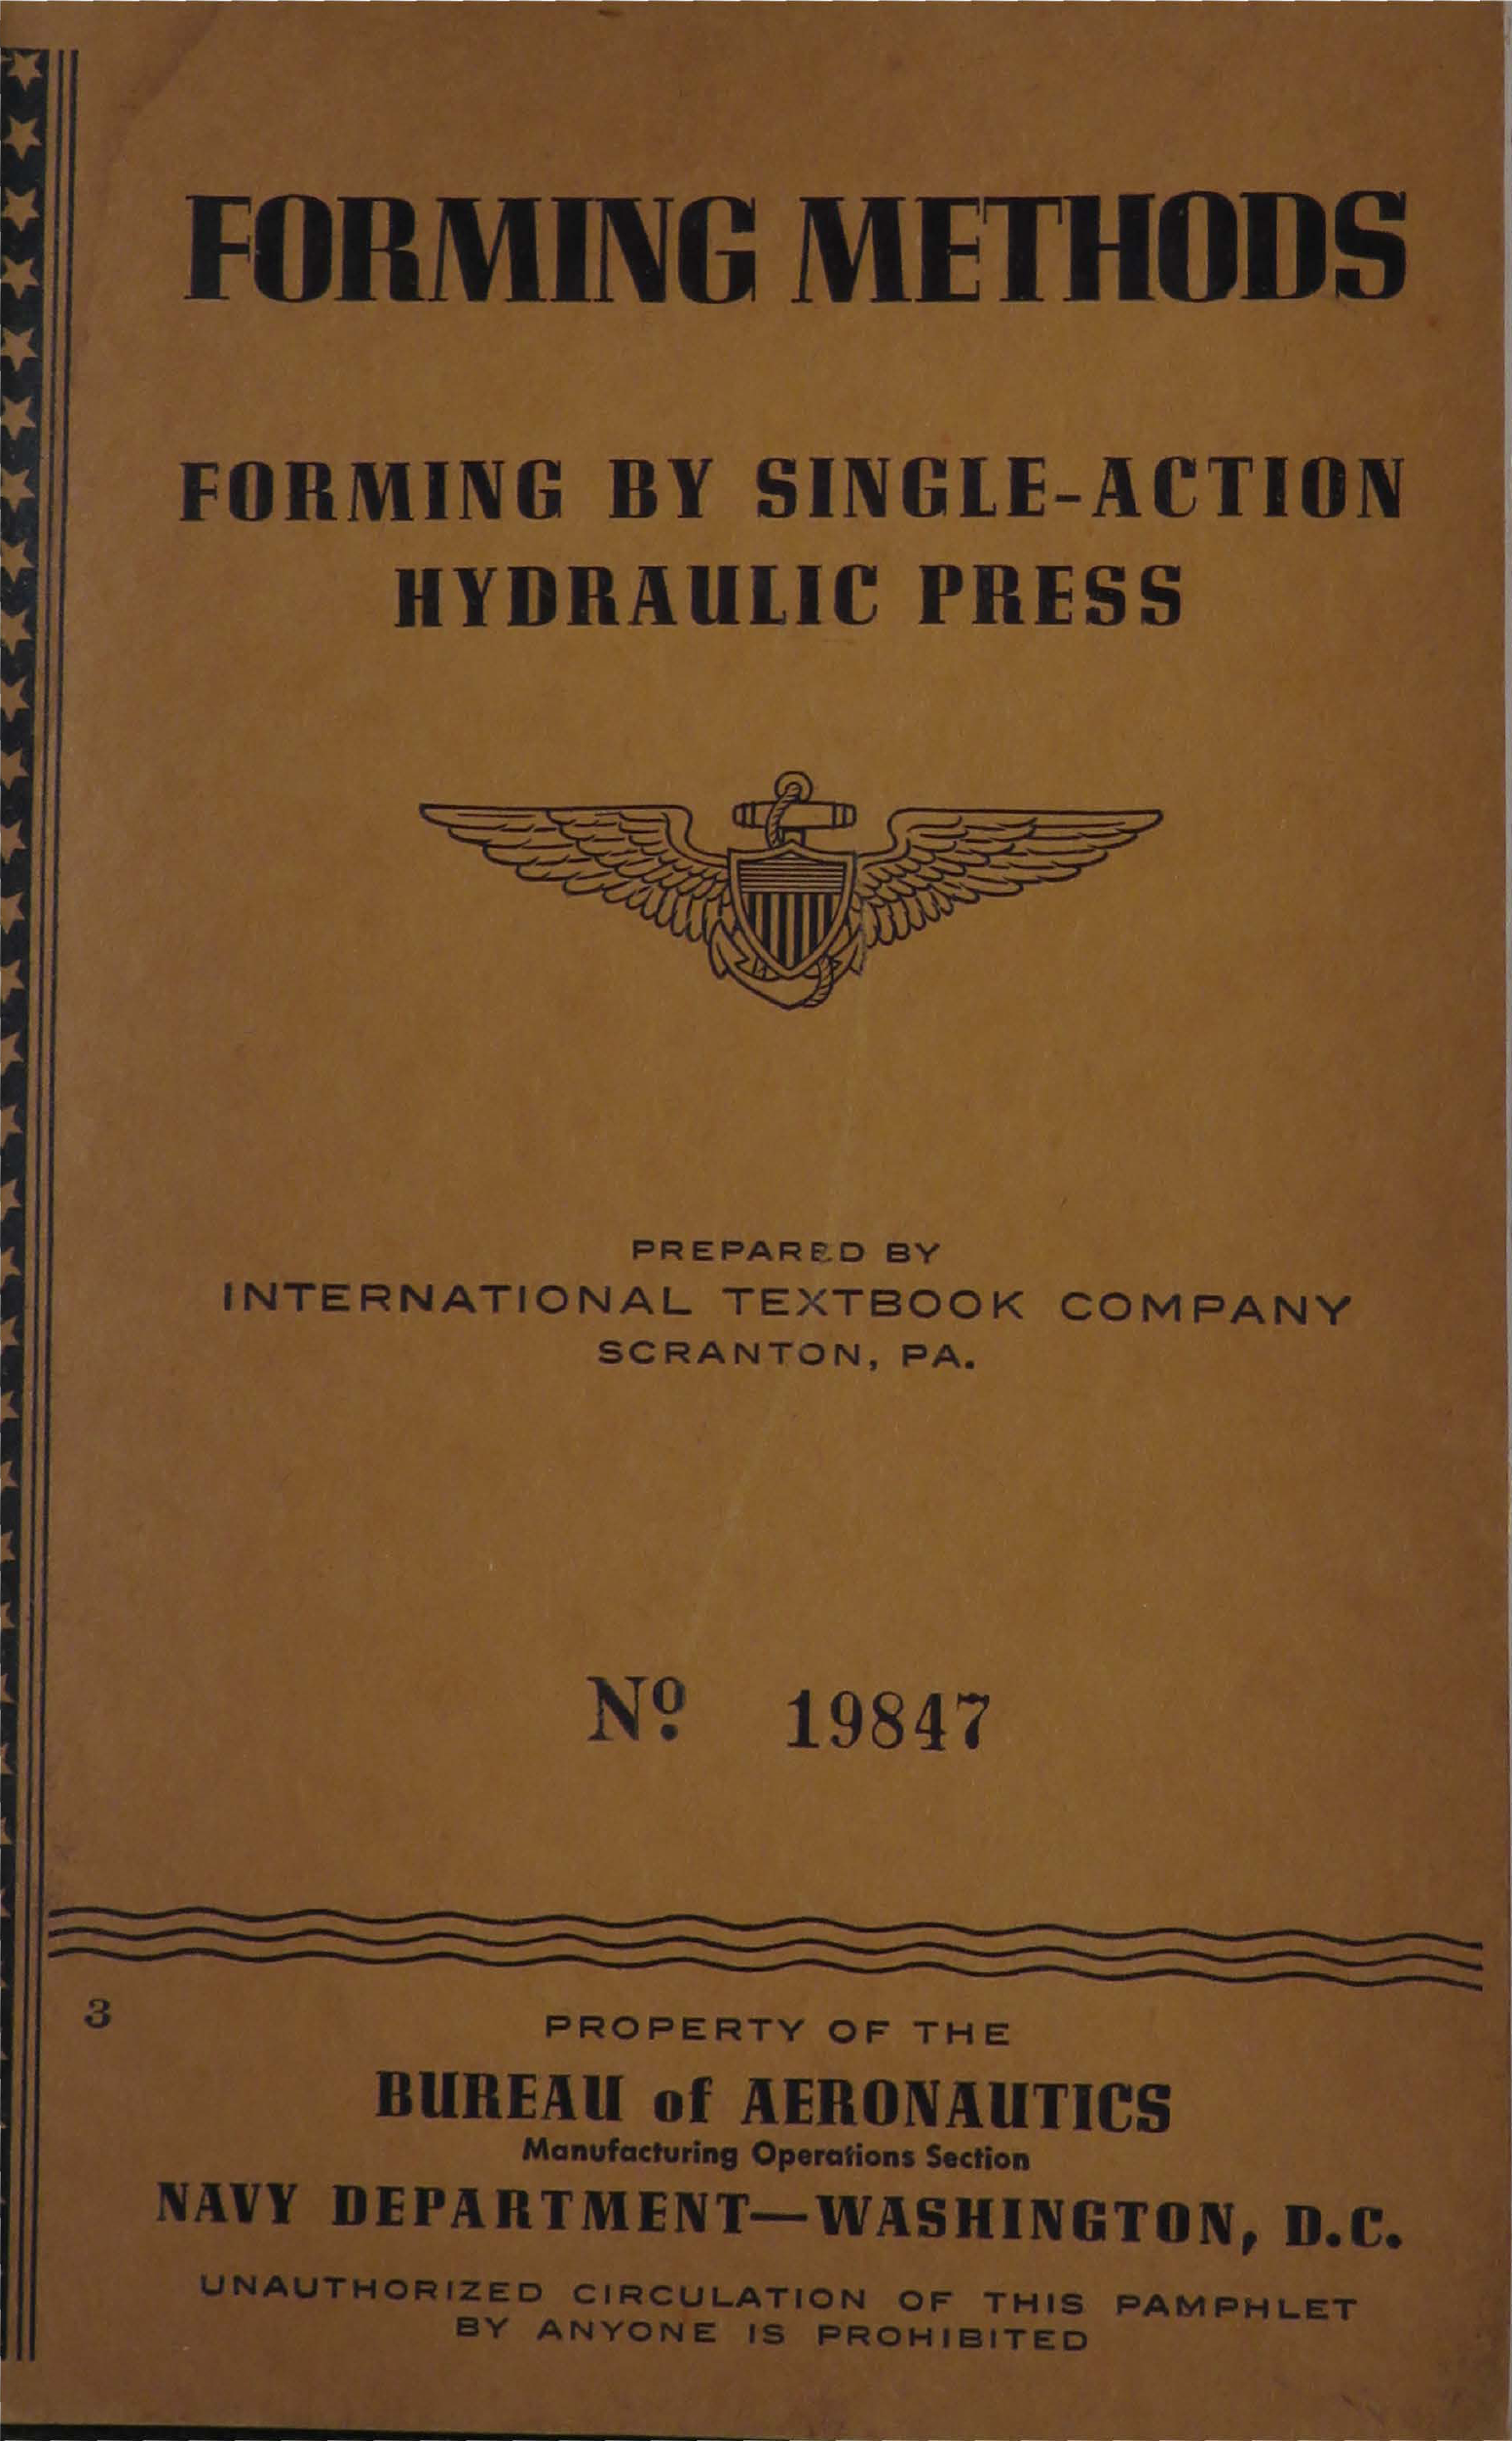 FORMING METHODS
FORMING BY SINGLE-ACTION
HYDRAULIC PRESS
PREPARED BY
INTERNATIONAL TEXTBOOK COMPANY
SCRANTON, PA.
Nº 19847
3
PROPERTY OF THE
BUREAU of AERONAUTICS
Manufacturing Operations Section
NAVY DEPARTMENT—WASHINGTON, D.C.
UNAUTHORIZED CIRCULATION OF THIS PAMPHLET
BY ANYONE IS PROHIBITED